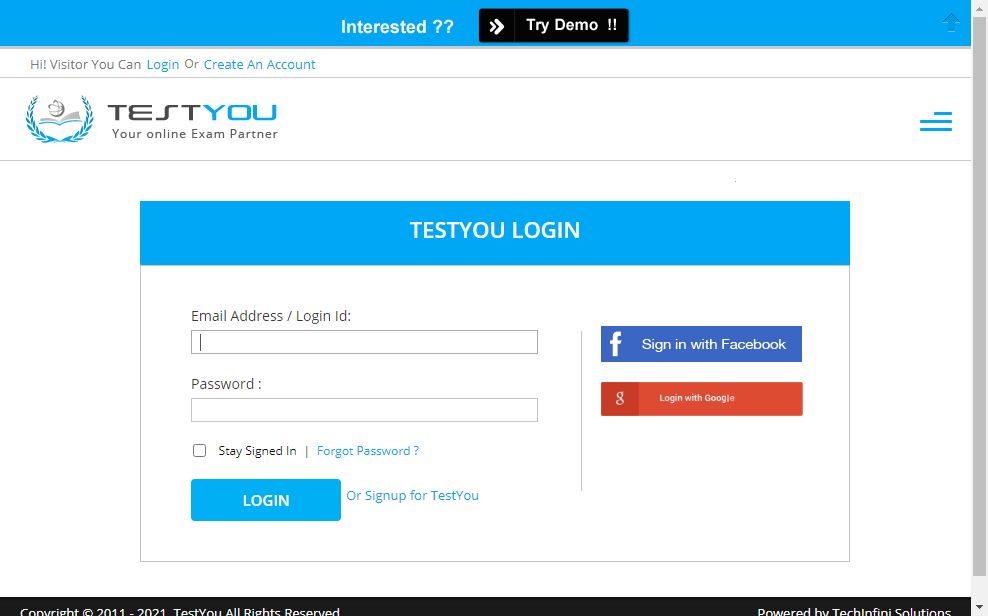 Interested ?? Try Demo !!
Hi! Visitor You Can Login Or Create An Account
TESTYOU
Your online Exam Partner
TESTYOU LOGIN
Email Address / Login Id:
Password :
Stay Signed In | Forgot Password ?
LOGIN Or Signup for TestYou
f Sign in with Facebook
g Login with Google
Copyright © 2011 - 2021, TestYou All Rights Reserved
Powered by TechInfini Solutions